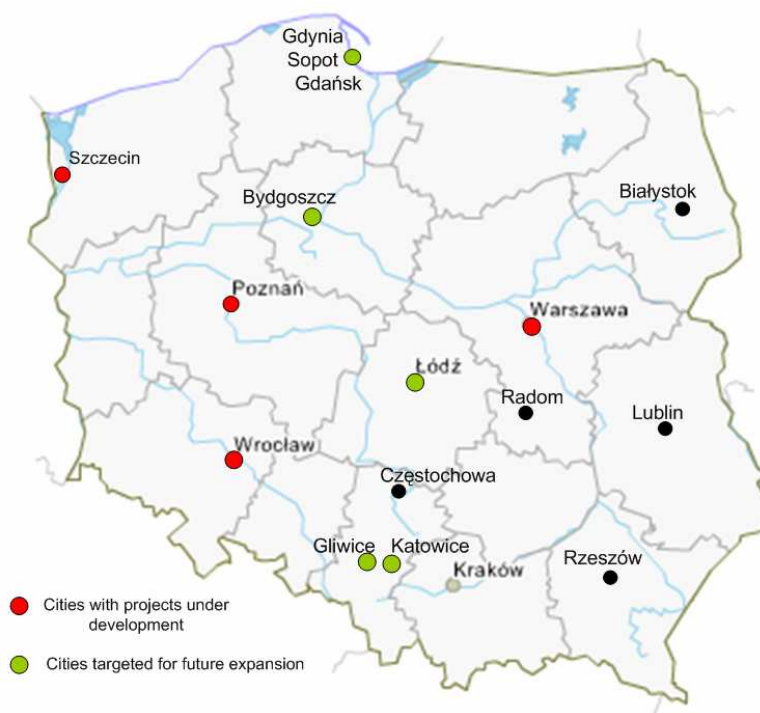 Gdynia
Sopot
Gdańsk
Szczecin
Bydgoszcz
Białystok
Poznań
Warszawa
Łódź
Radom
Lublin
Wrocław
Częstochowa
Gliwice
Katowice
Kraków
Rzeszów
Cities with projects under
development
Cities targeted for future expansion